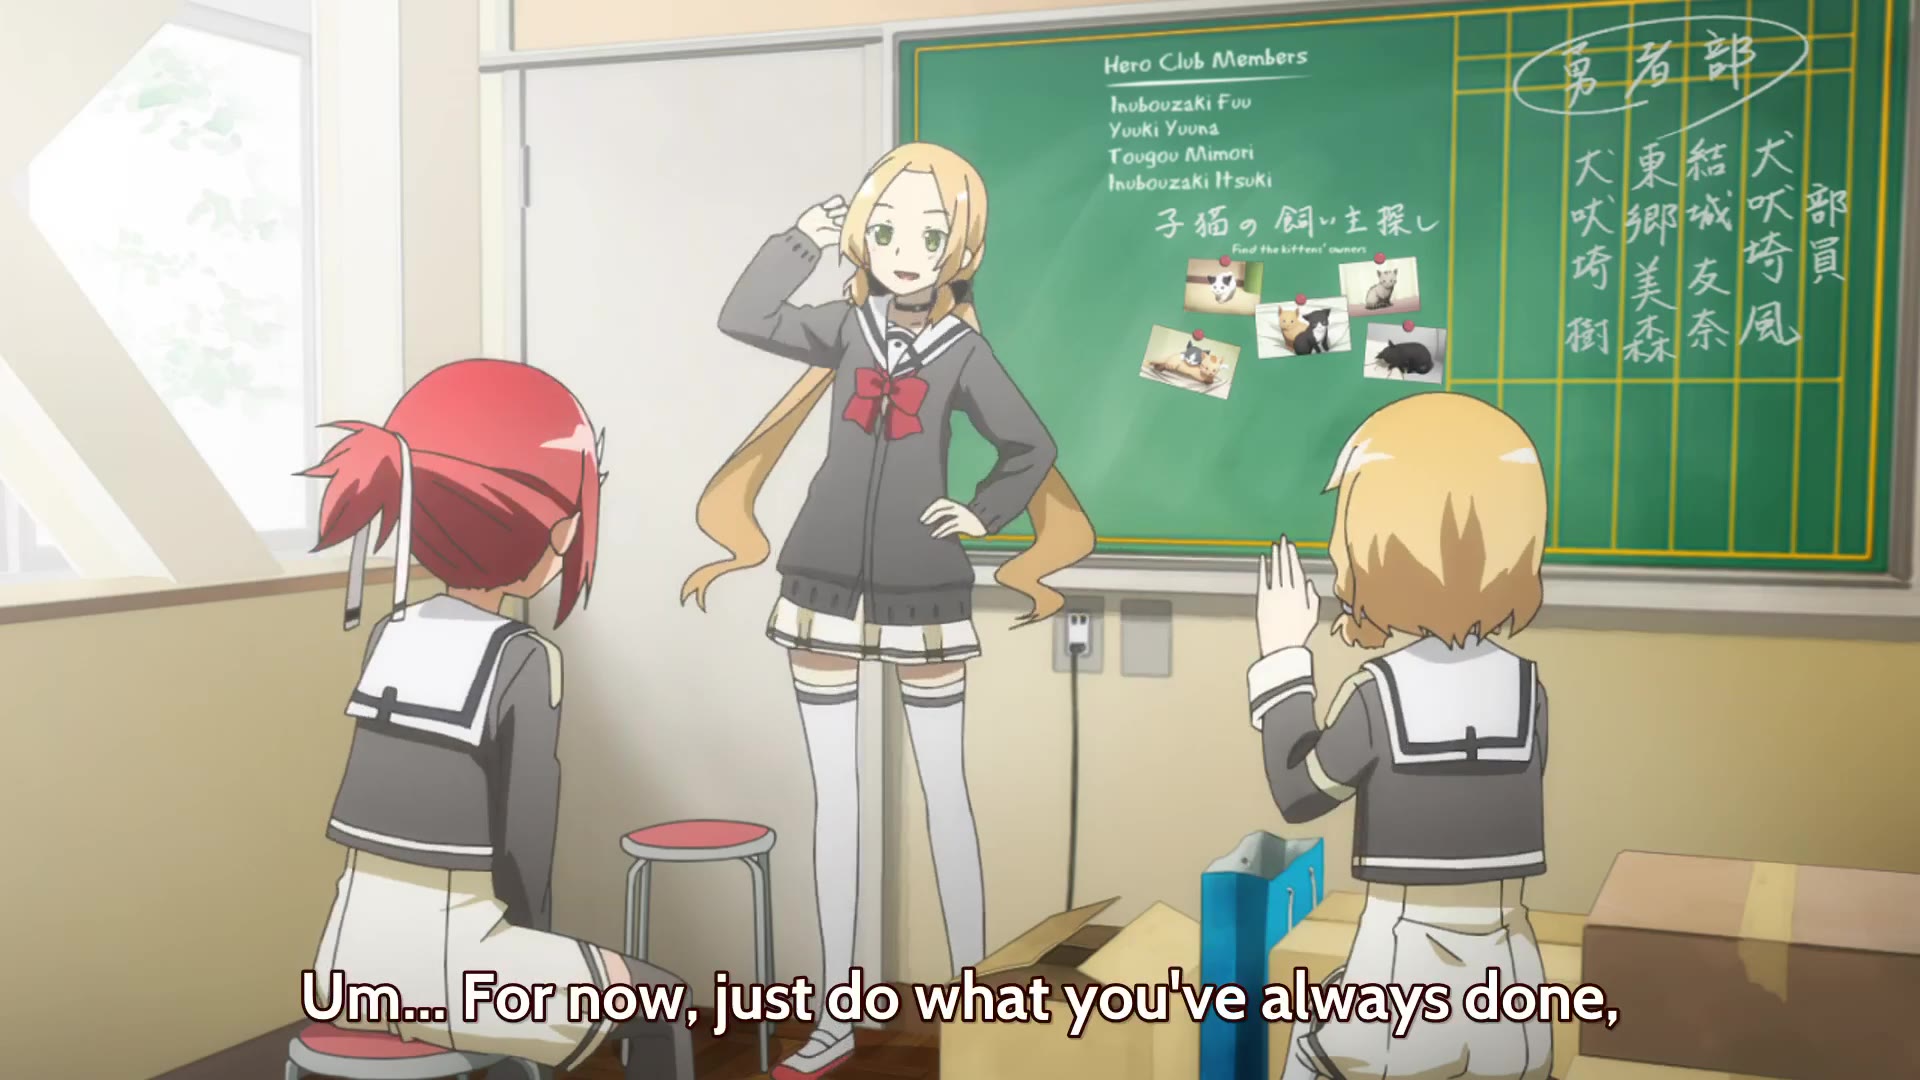 Hero Club Members
Inubouzaki Fuu
Yuuki Yuuna
Tougou Mimori
Inubouzaki Itsuki
子猫の飼い主探し
Find the kittens' owners
勇者部
部員
犬吠埼 風
結城 友奈
東郷 美森
犬吠埼 樹
Um... For now, just do what you've always done,